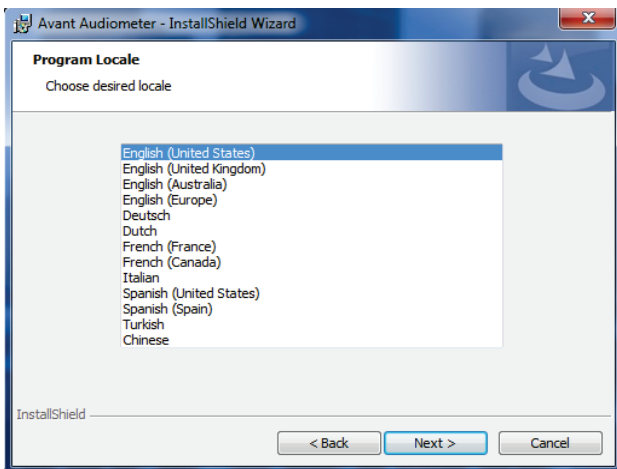 Avant Audiometer - InstallShield Wizard
Program Locale
Choose desired locale
English (United States)
English (United Kingdom)
English (Australia)
English (Europe)
Deutsch
Dutch
French (France)
French (Canada)
Italian
Spanish (United States)
Spanish (Spain)
Turkish
Chinese
InstallShield
< Back Next > Cancel